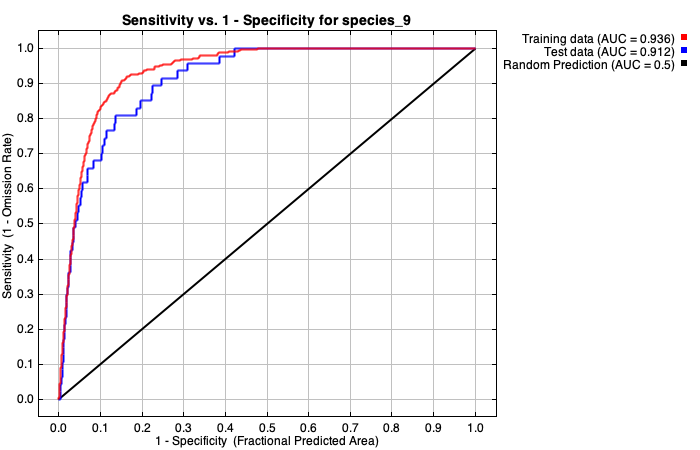 Sensitivity vs. 1 - Specificity for species_9
Training data (AUC = 0.936)
Test data (AUC = 0.912)
Random Prediction (AUC = 0.5)
Sensitivity (1 - Omission Rate)
1.0
0.9
0.8
0.7
0.6
0.5
0.4
0.3
0.2
0.1
0.0
0.0 0.1 0.2 0.3 0.4 0.5 0.6 0.7 0.8 0.9 1.0
1 - Specificity (Fractional Predicted Area)